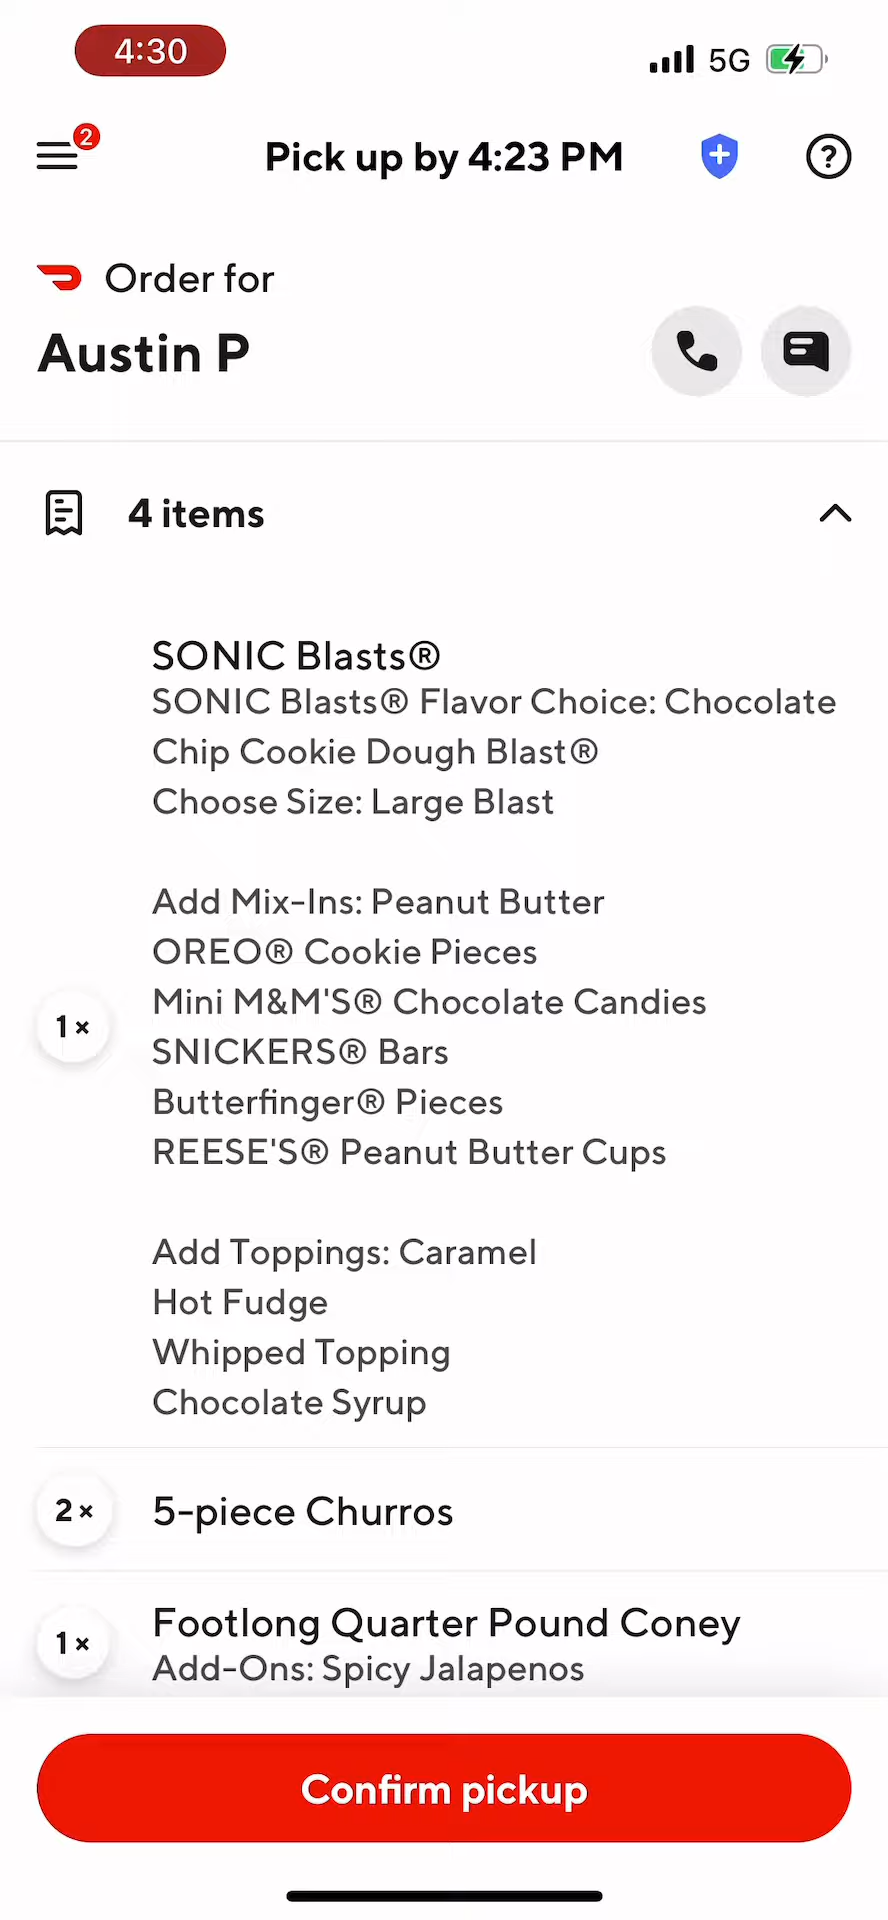 4:30
5G
2
Pick up by 4:23 PM
Order for
Austin P
4 items
SONIC Blasts®
SONIC Blasts® Flavor Choice: Chocolate
Chip Cookie Dough Blast®
Choose Size: Large Blast
Add Mix-Ins: Peanut Butter
OREO® Cookie Pieces
Mini M&M'S® Chocolate Candies
1×
SNICKERS® Bars
Butterfinger® Pieces
REESE'S® Peanut Butter Cups
Add Toppings: Caramel
Hot Fudge
Whipped Topping
Chocolate Syrup
2× 5-piece Churros
1× Footlong Quarter Pound Coney
Add-Ons: Spicy Jalapenos
Confirm pickup